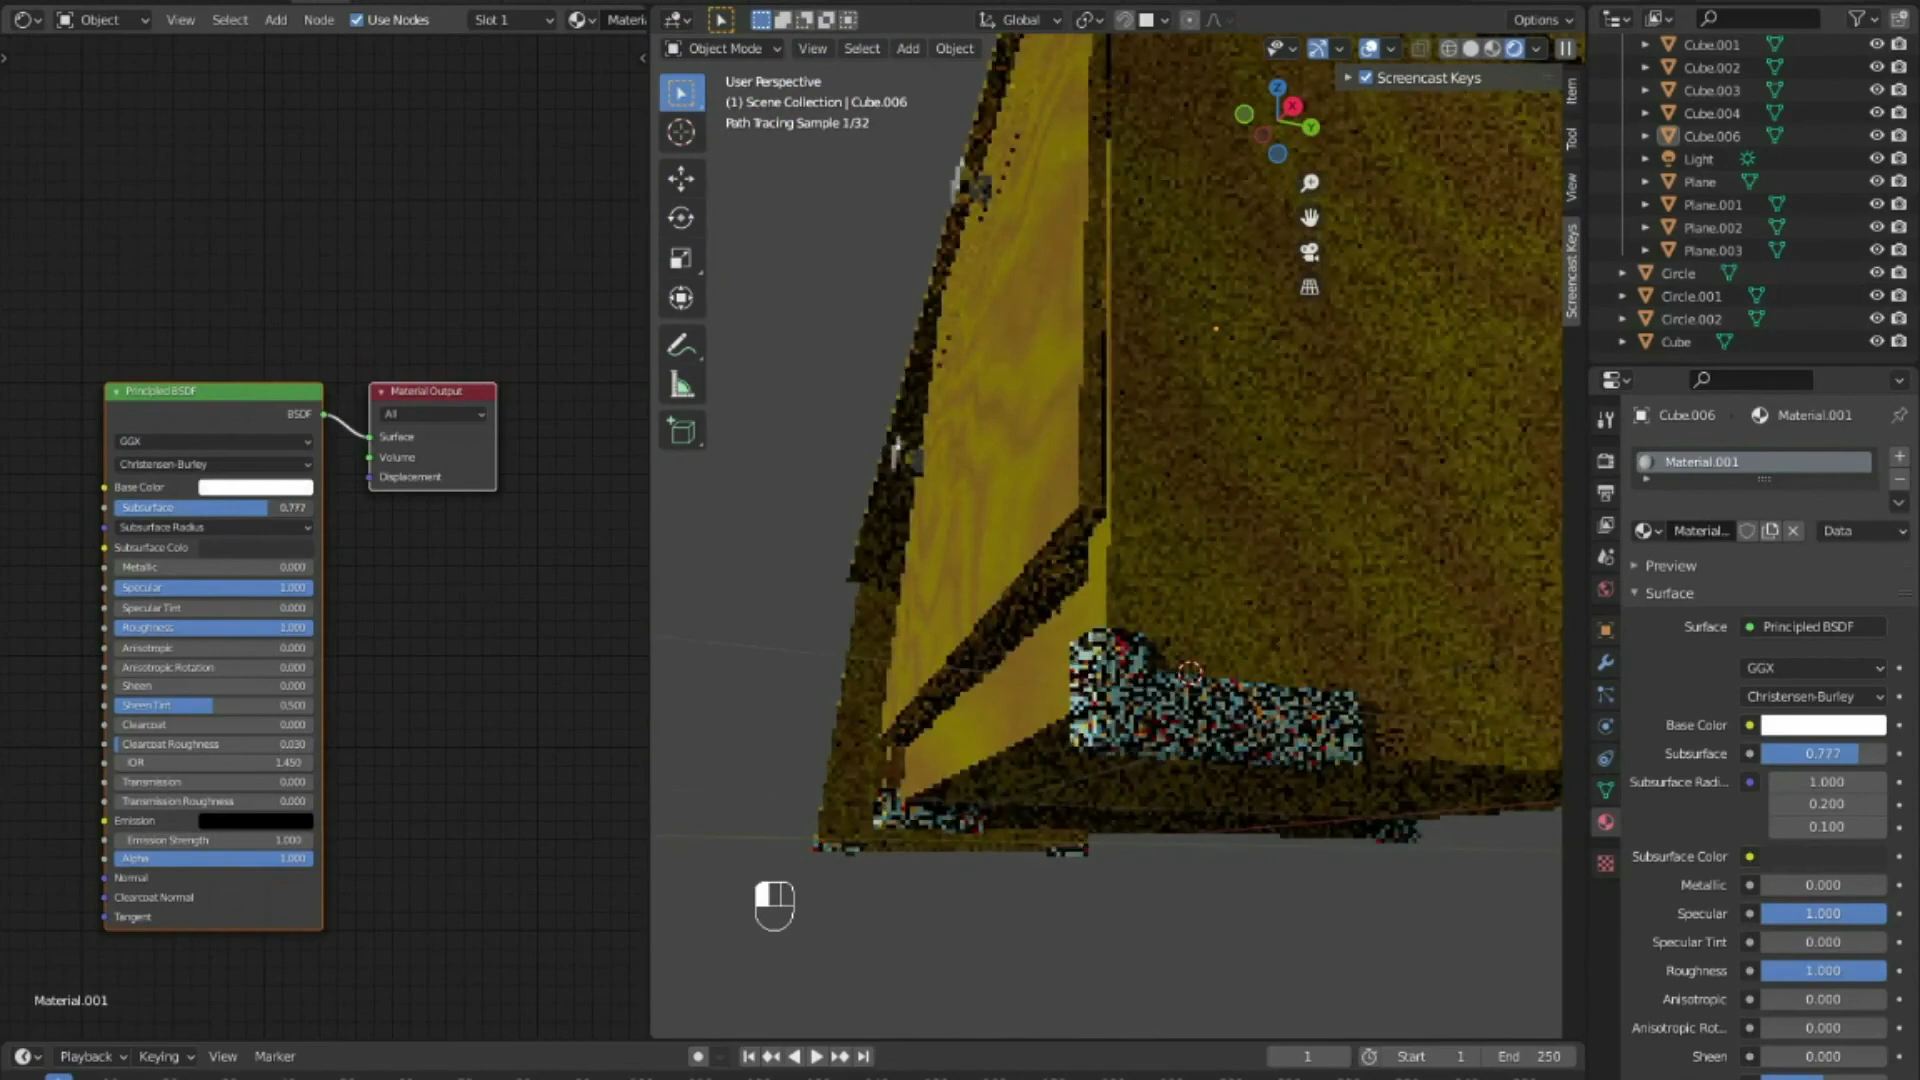 Object
View
Select
Add
Node
Use Nodes
Slot 1
Materi
Global
Options
Object Mode
View
Select
Add
Object
Screencast Keys
User Perspective
(1) Scene Collection | Cube.006
Path Tracing Sample 1/32
Z
X
Y
Item
Tool
View
Screencast Keys
Cube.001
Cube.002
Cube.003
Cube.004
Cube.006
Light
Plane
Plane.001
Plane.002
Plane.003
Circle
Circle.001
Circle.002
Cube
Principled BSDF
BSDF
GGX
Christensen-Burley
Base Color
Subsurface 0.777
Subsurface Radius
Subsurface Colo
Metallic 0.000
Specular 1.000
Specular Tint 0.000
Roughness 1.000
Anisotropic 0.000
Anisotropic Rotation 0.000
Sheen 0.000
Sheen Tint 0.500
Clearcoat 0.000
Clearcoat Roughness 0.030
IOR 1.450
Transmission 0.000
Transmission Roughness 0.000
Emission
Emission Strength 1.000
Alpha 1.000
Normal
Clearcoat Normal
Tangent
Material Output
All
Surface
Volume
Displacement
Material.001
Cube.006
Material.001
Material.001
Material...
Data
Preview
Surface
Surface Principled BSDF
GGX
Christensen-Burley
Base Color
Subsurface 0.777
Subsurface Radi... 1.000
0.200
0.100
Subsurface Color
Metallic 0.000
Specular 1.000
Specular Tint 0.000
Roughness 1.000
Anisotropic 0.000
Anisotropic Rot... 0.000
Sheen 0.000
Playback
Keying
View
Marker
1
Start 1
End 250